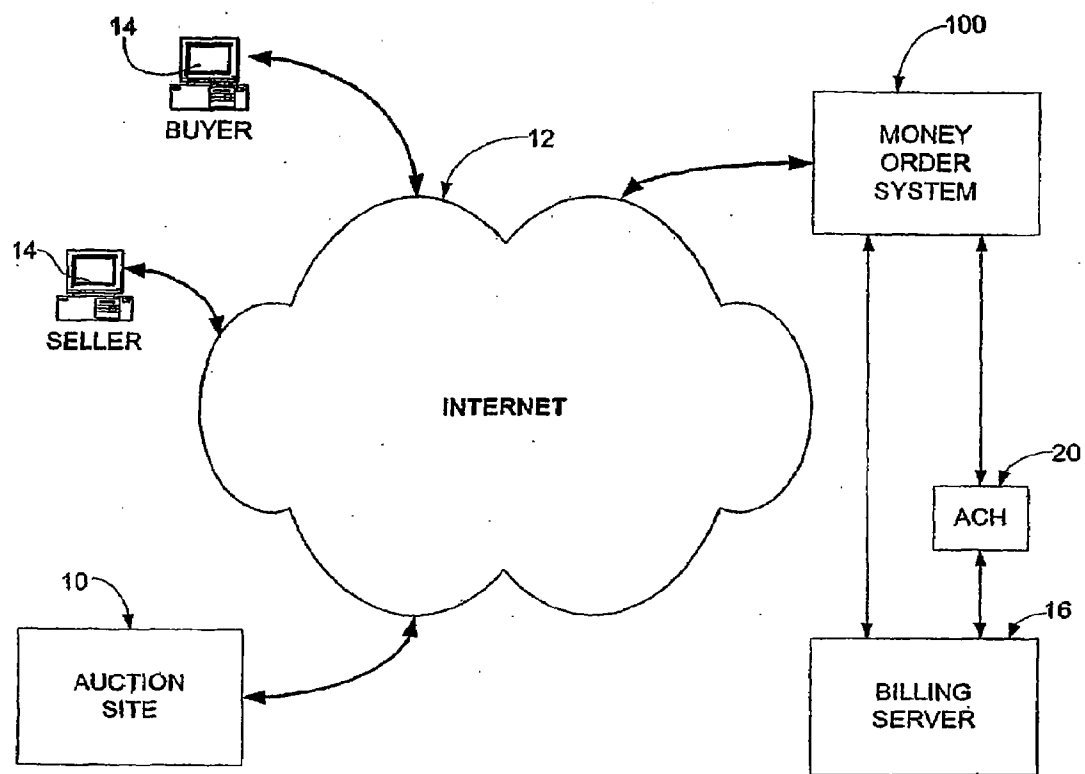 14
BUYER
12
100
MONEY
ORDER
SYSTEM
14
SELLER
INTERNET
20
ACH
10
AUCTION
SITE
16
BILLING
SERVER